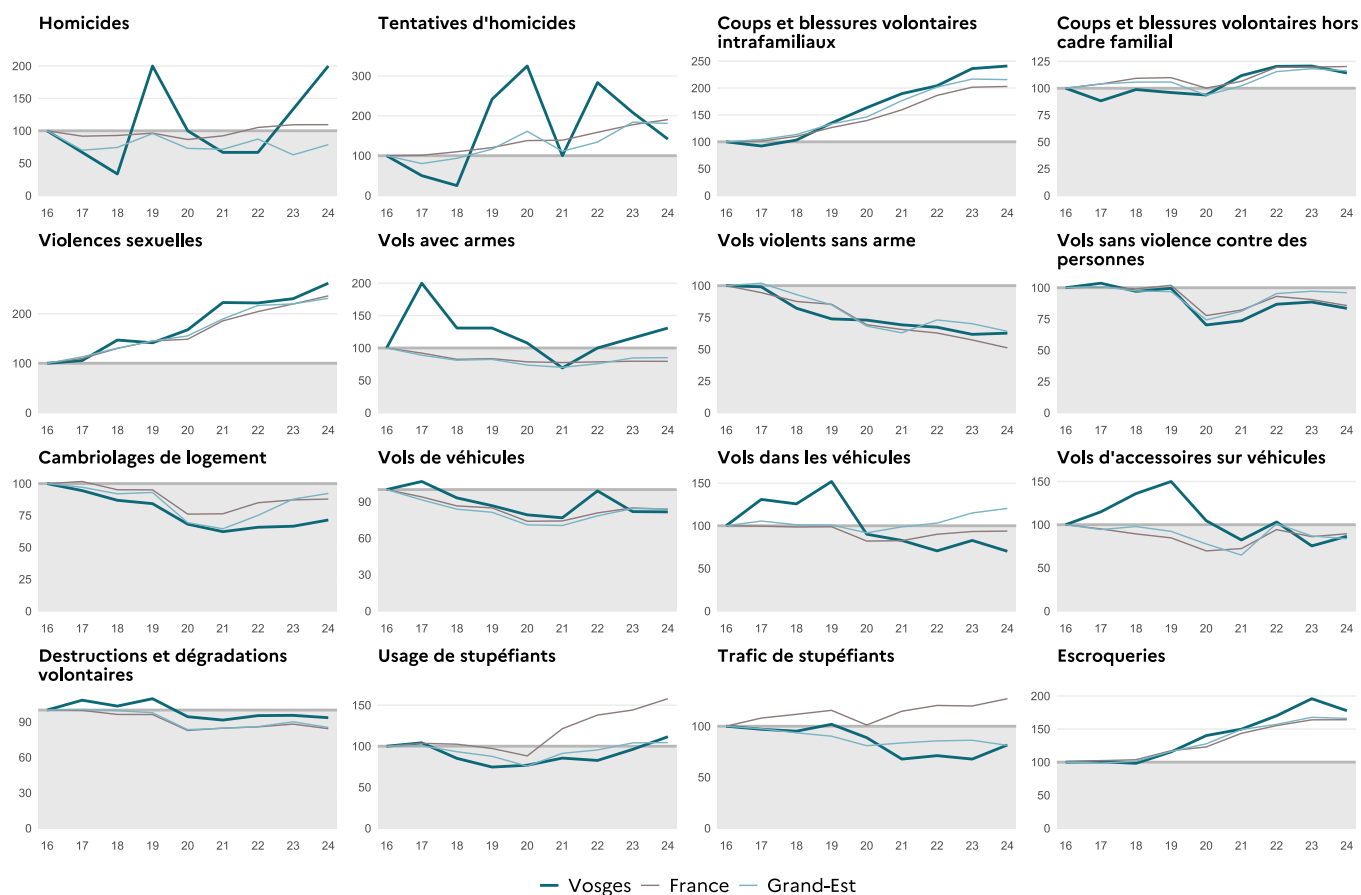 Homicides
200
150
100
50
0
16 17 18 19 20 21 22 23 24
Tentatives d'homicides
300
200
100
0
16 17 18 19 20 21 22 23 24
Coups et blessures volontaires
intrafamiliaux
250
200
150
100
50
0
16 17 18 19 20 21 22 23 24
Coups et blessures volontaires hors
cadre familial
125
100
75
50
25
0
16 17 18 19 20 21 22 23 24
Violences sexuelles
200
100
0
16 17 18 19 20 21 22 23 24
Vols avec armes
200
150
100
50
0
16 17 18 19 20 21 22 23 24
Vols violents sans arme
100
75
50
25
0
16 17 18 19 20 21 22 23 24
Vols sans violence contre des
personnes
100
75
50
25
0
16 17 18 19 20 21 22 23 24
Cambriolages de logement
100
75
50
25
0
16 17 18 19 20 21 22 23 24
Vols de véhicules
90
60
30
0
16 17 18 19 20 21 22 23 24
Vols dans les véhicules
150
100
50
0
16 17 18 19 20 21 22 23 24
Vols d'accessoires sur véhicules
150
100
50
0
16 17 18 19 20 21 22 23 24
Destructions et dégradations
volontaires
90
60
30
0
16 17 18 19 20 21 22 23 24
Usage de stupéfiants
150
100
50
0
16 17 18 19 20 21 22 23 24
Trafic de stupéfiants
100
50
0
16 17 18 19 20 21 22 23 24
Escroqueries
200
150
100
50
0
16 17 18 19 20 21 22 23 24
Vosges France Grand-Est